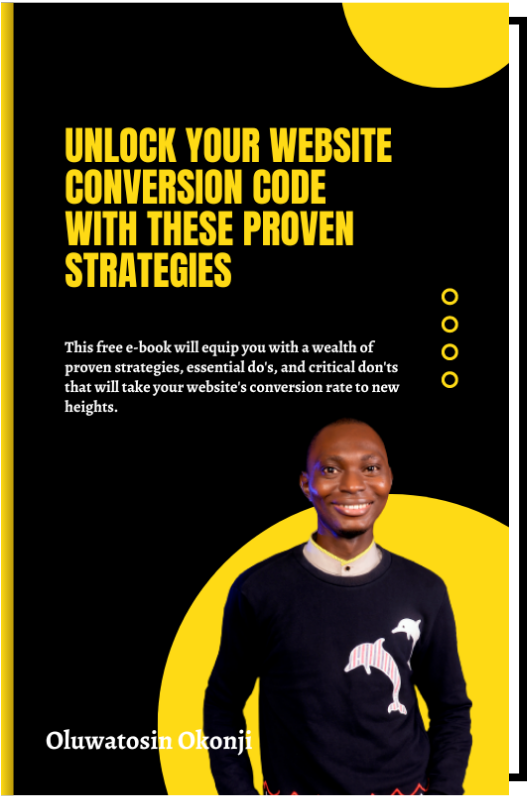 UNLOCK YOUR WEBSITE
CONVERSION CODE
WITH THESE PROVEN
STRATEGIES
This free e-book will equip you with a wealth of
proven strategies, essential do's, and critical don'ts
that will take your website's conversion rate to new
heights.
Oluwatosin Okonji